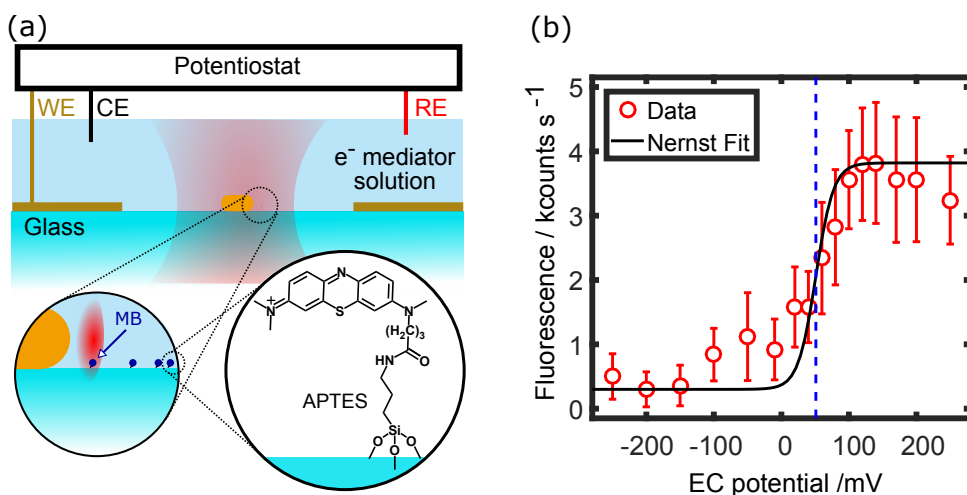 (a)
Potentiostat
WE
CE
RE
e⁻ mediator
solution
Glass
MB
N
S
N
+
N
(H₂C)₃
O
HN
APTES
Si
O
O
O
(b)
Fluorescence / kcounts s⁻¹
5
4
3
2
1
0
Data
Nernst Fit
-200
-100
0
100
200
EC potential /mV